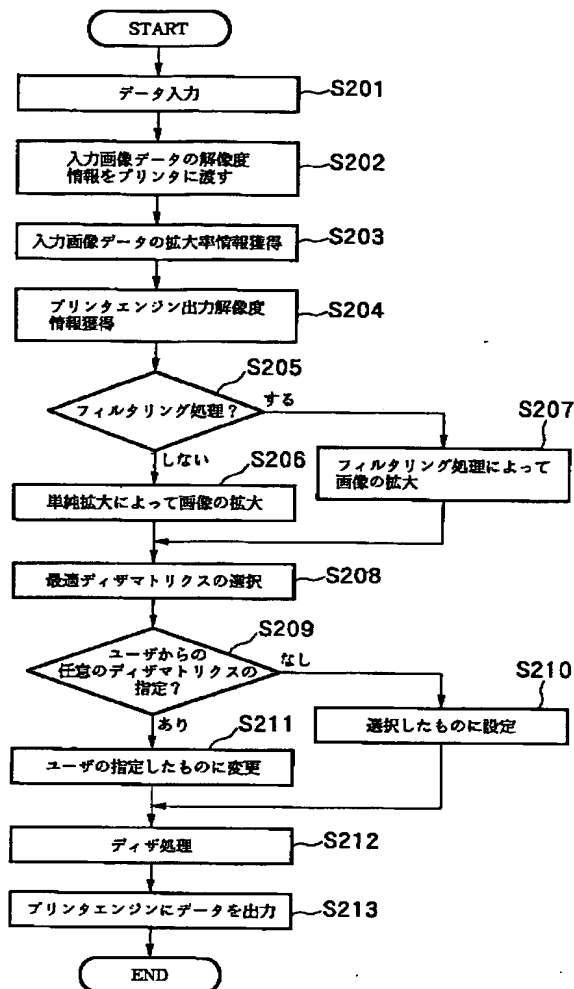 START
データ入力
S201
入力画像データの解像度
情報をプリンタに渡す
S202
入力画像データの拡大率情報獲得
S203
プリンタエンジン出力解像度
情報獲得
S204
S205
フィルタリング処理?
する
しない
S206
単純拡大によって画像の拡大
S207
フィルタリング処理によって
画像の拡大
最適ディザマトリクスの選択
S208
S209
ユーザからの
任意のディザマトリクスの
指定?
なし
あり
S210
選択したものに設定
S211
ユーザの指定したものに変更
ディザ処理
S212
プリンタエンジンにデータを出力
S213
END